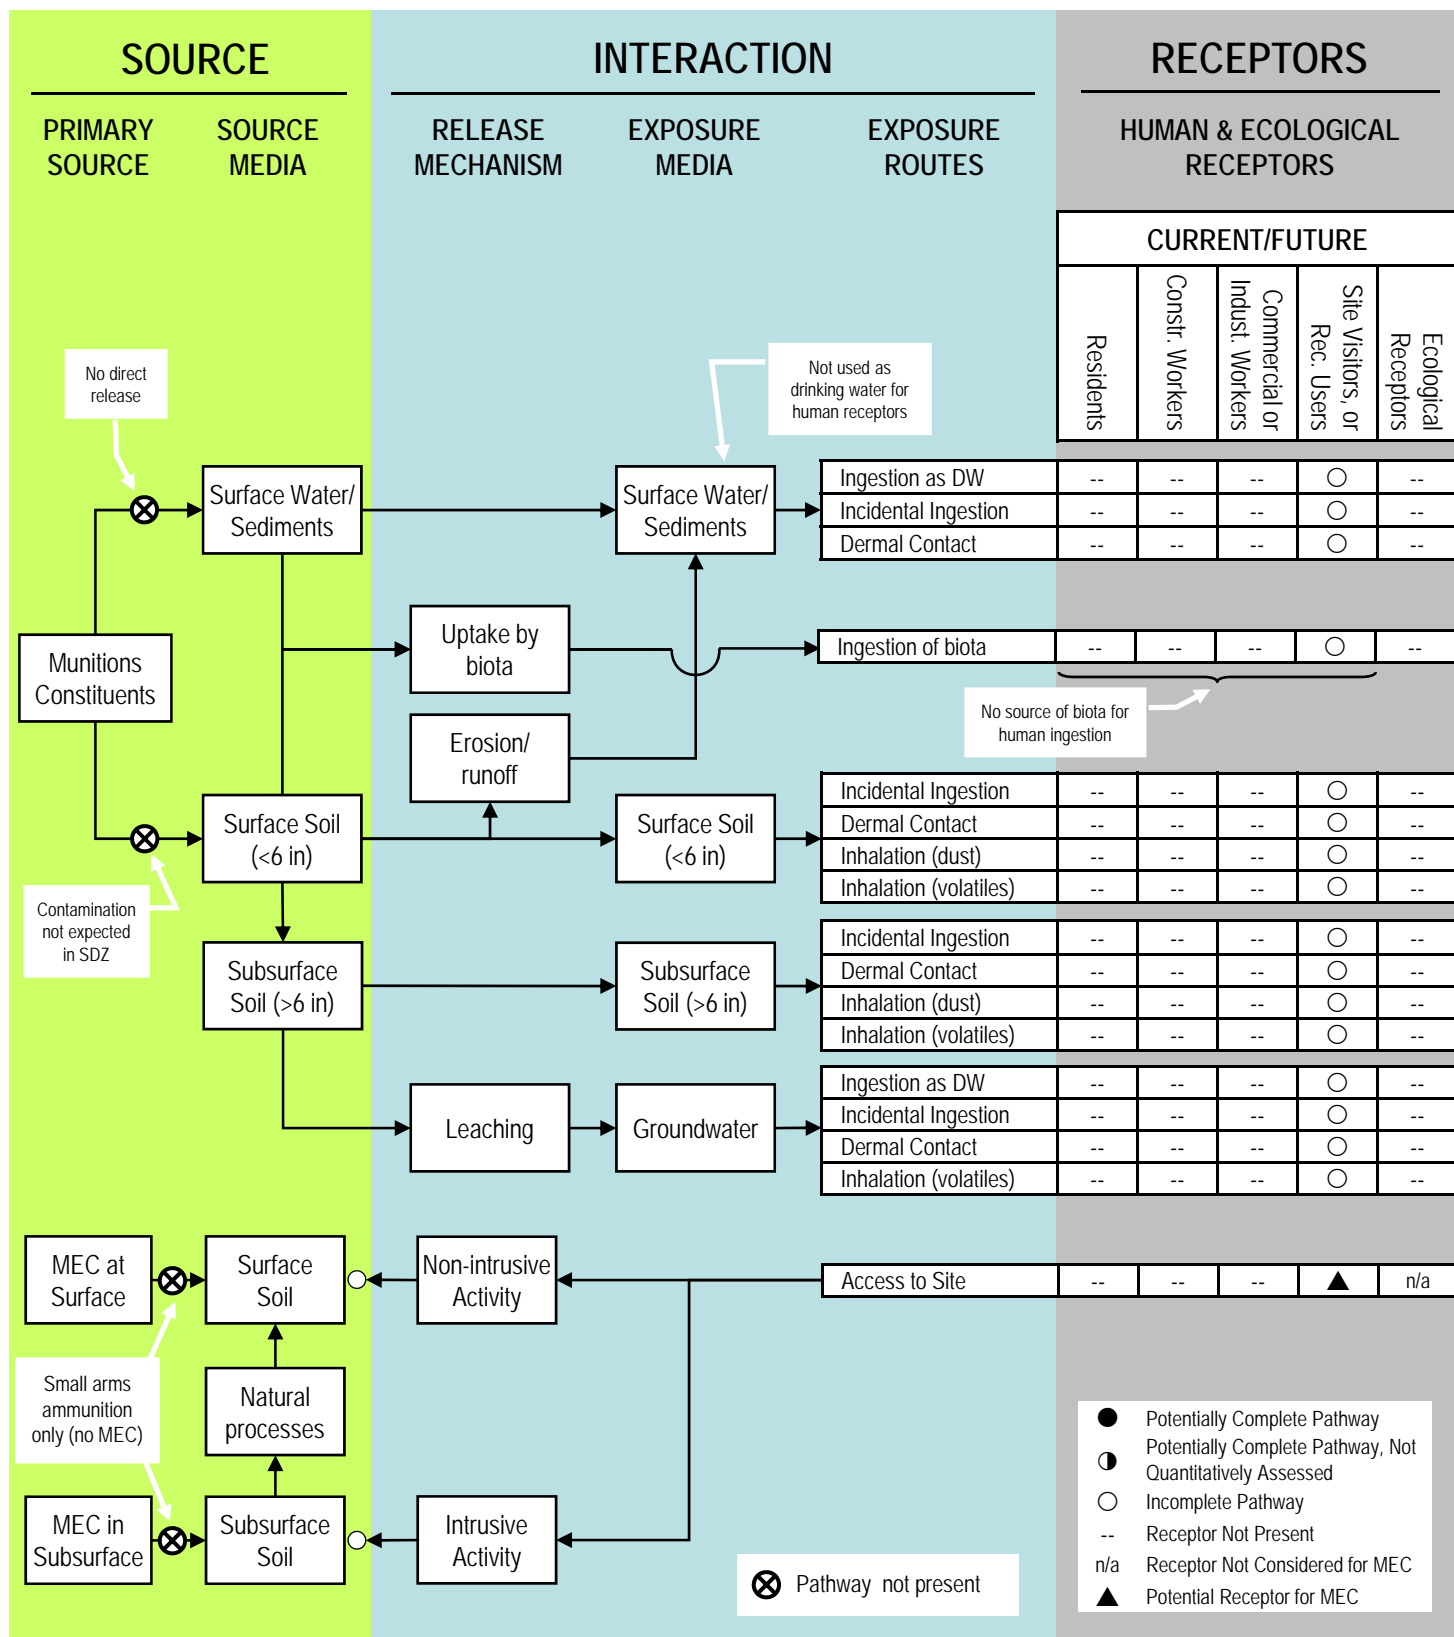 SOURCE
INTERACTION
RECEPTORS
PRIMARY
SOURCE
SOURCE
MEDIA
RELEASE
MECHANISM
EXPOSURE
MEDIA
EXPOSURE
ROUTES
HUMAN & ECOLOGICAL
RECEPTORS
CURRENT/FUTURE
Residents
Constr. Workers
Commercial or
Indust. Workers
Site Visitors, or
Rec. Users
Ecological
Receptors
No direct
release
Not used as
drinking water for
human receptors
Surface Water/
Sediments
Surface Water/
Sediments
Ingestion as DW -- -- -- ○ --
Incidental Ingestion -- -- -- ○ --
Dermal Contact -- -- -- ○ --
Munitions
Constituents
Uptake by
biota
Ingestion of biota -- -- -- ○ --
No source of biota for
human ingestion
Erosion/
runoff
Surface Soil
(<6 in)
Surface Soil
(<6 in)
Incidental Ingestion -- -- -- ○ --
Dermal Contact -- -- -- ○ --
Inhalation (dust) -- -- -- ○ --
Inhalation (volatiles) -- -- -- ○ --
Contamination
not expected
in SDZ
Subsurface
Soil (>6 in)
Subsurface
Soil (>6 in)
Incidental Ingestion -- -- -- ○ --
Dermal Contact -- -- -- ○ --
Inhalation (dust) -- -- -- ○ --
Inhalation (volatiles) -- -- -- ○ --
Leaching
Groundwater
Ingestion as DW -- -- -- ○ --
Incidental Ingestion -- -- -- ○ --
Dermal Contact -- -- -- ○ --
Inhalation (volatiles) -- -- -- ○ --
MEC at
Surface
Surface
Soil
Non-intrusive
Activity
Access to Site -- -- -- ▲ n/a
Small arms
ammunition
only (no MEC)
Natural
processes
MEC in
Subsurface
Subsurface
Soil
Intrusive
Activity
Pathway not present
● Potentially Complete Pathway
◑ Potentially Complete Pathway, Not
Quantitatively Assessed
○ Incomplete Pathway
-- Receptor Not Present
n/a Receptor Not Considered for MEC
▲ Potential Receptor for MEC